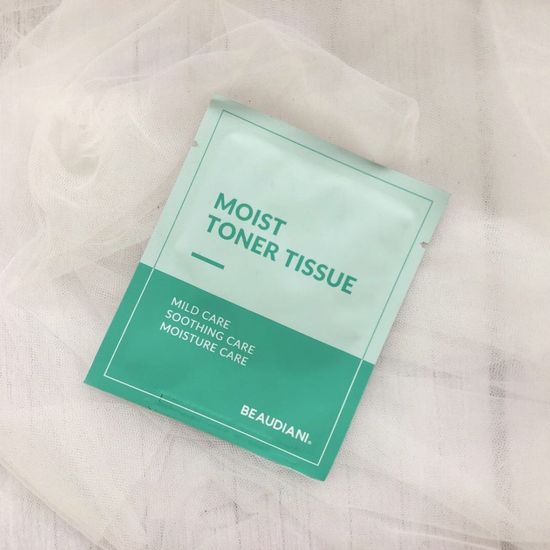 MOIST
TONER TISSUE
MILD CARE
SOOTHING CARE
MOISTURE CARE
BEAUDIANI®